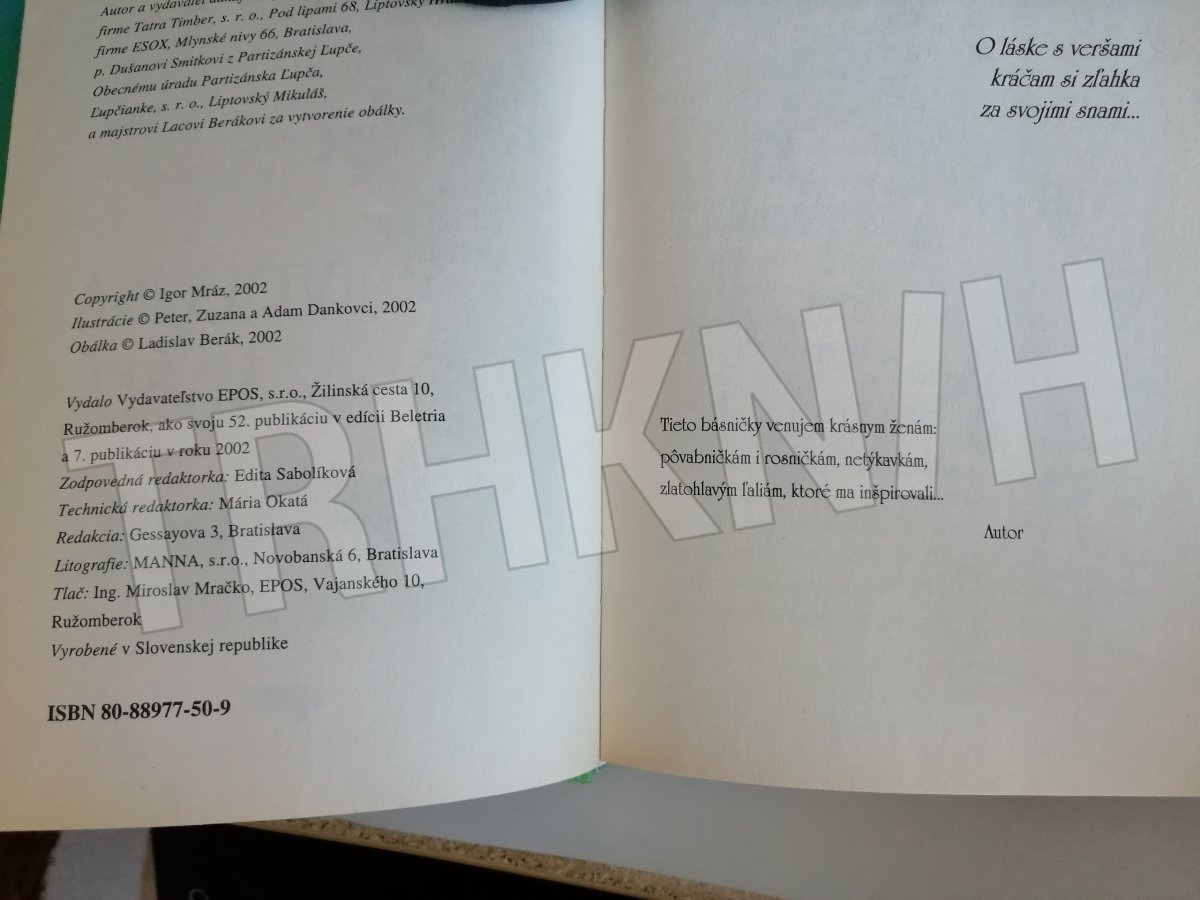 Autor a vydavateľ
firme Tatra Timber, s. r. o., Pod lipami 68, Liptovský
firme ESOX, Mlynské nivy 66, Bratislava,
p. Dušanovi Smitkovi z Partizánskej Ľupče,
Obecnému úradu Partizánska Ľupča,
Ľupčianke, s. r. o., Liptovský Mikuláš,
a majstrovi Lacovi Berákovi za vytvorenie obálky.
Copyright © Igor Mráz, 2002
Ilustrácie © Peter, Zuzana a Adam Dankovci, 2002
Obálka © Ladislav Berák, 2002
Vydalo Vydavateľstvo EPOS, s.r.o., Žilinská cesta 10,
Ružomberok, ako svoju 52. publikáciu v edícii Beletria
a 7. publikáciu v roku 2002
Zodpovedná redaktorka: Edita Sabolíková
Technická redaktorka: Mária Okatá
Redakcia: Gessayova 3, Bratislava
Litografie: MANNA, s.r.o., Novobanská 6, Bratislava
Tlač: Ing. Miroslav Mračko, EPOS, Vajanského 10,
Ružomberok
Vyrobené v Slovenskej republike
ISBN 80-88977-50-9
O láske s veršami
kráčam si zľahka
za svojimi snami...
Tieto básničky venujem krásnym ženám:
pôvabničkám i rosničkám, netýkavkám,
zlatohlavým ľaliám, ktoré ma inšpirovali...
Autor
TRHKNIH